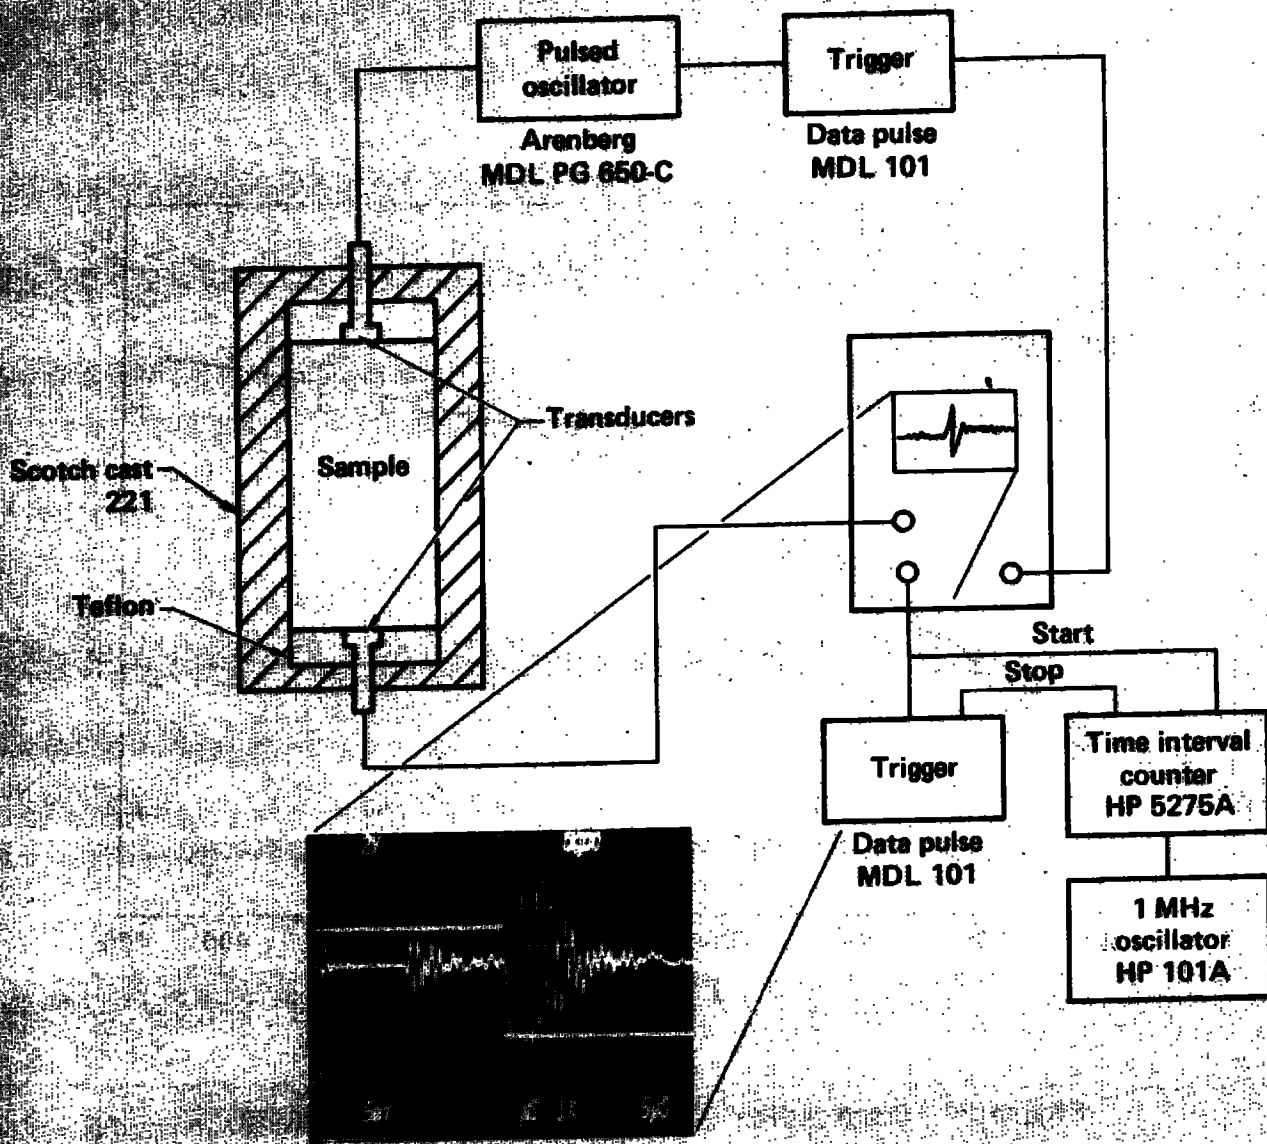 Pulsed
oscillator
Arenberg
MDL PG 650-C
Trigger
Data pulse
MDL 101
Transducers
Sample
Scotch cast
221
Teflon
Start
Stop
Trigger
Data pulse
MDL 101
Time interval
counter
HP 5275A
1 MHz
oscillator
HP 101A